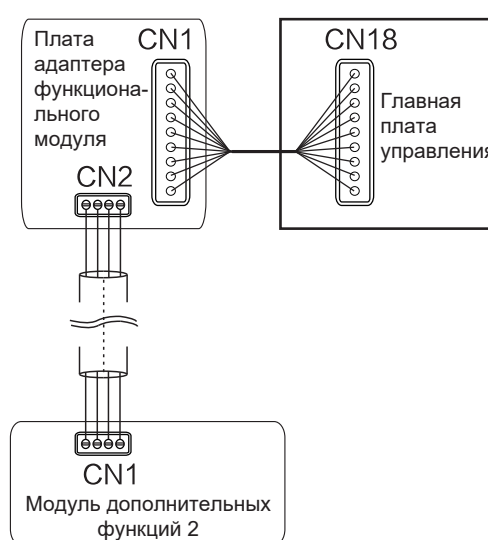 Плата
адаптера
функциона-
льного
модуля
CN1
CN2
CN18
Главная
плата
управления
CN1
Модуль дополнительных
функций 2